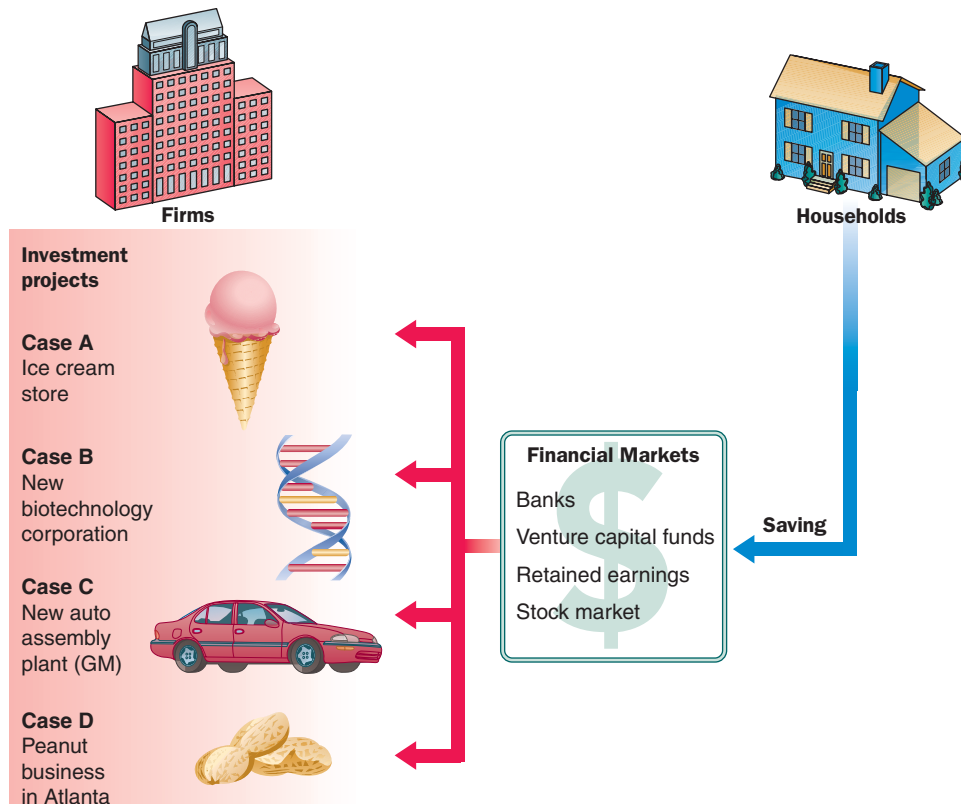 Firms
Households
Investment
projects
Case A
Ice cream
store
Case B
New
biotechnology
corporation
Case C
New auto
assembly
plant (GM)
Case D
Peanut
business
in Atlanta
Financial Markets
Banks
Venture capital funds
Retained earnings
Stock market
$
Saving